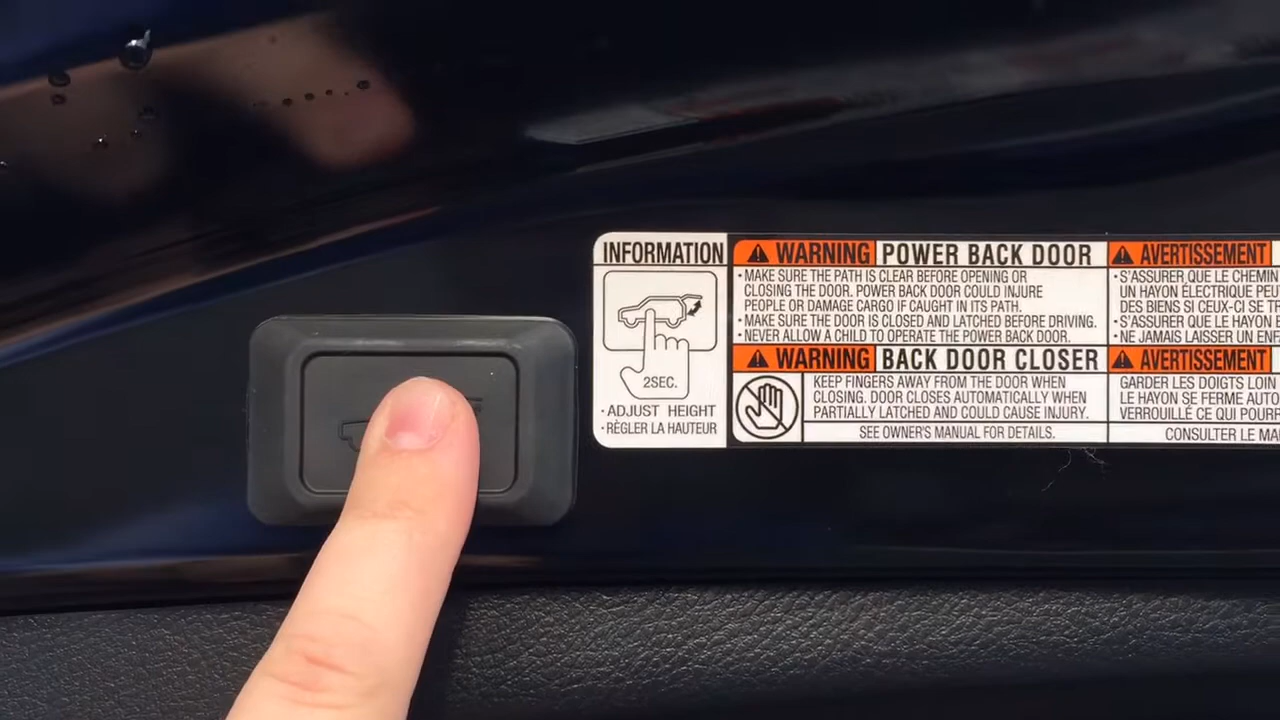 INFORMATION
2SEC.
·ADJUST HEIGHT
·RÈGLER LA HAUTEUR
WARNING POWER BACK DOOR
·MAKE SURE THE PATH IS CLEAR BEFORE OPENING OR
CLOSING THE DOOR. POWER BACK DOOR COULD INJURE
PEOPLE OR DAMAGE CARGO IF CAUGHT IN ITS PATH.
·MAKE SURE THE DOOR IS CLOSED AND LATCHED BEFORE DRIVING.
·NEVER ALLOW A CHILD TO OPERATE THE POWER BACK DOOR.
WARNING BACK DOOR CLOSER
KEEP FINGERS AWAY FROM THE DOOR WHEN
CLOSING. DOOR CLOSES AUTOMATICALLY WHEN
PARTIALLY LATCHED AND COULD CAUSE INJURY.
SEE OWNER'S MANUAL FOR DETAILS.
AVERTISSEMENT
·S'ASSURER QUE LE CHEMIN
UN HAYON ÉLECTRIQUE PEU
DES BIENS SI CEUX-CI SE T
·S'ASSURER QUE LE HAYON
·NE JAMAIS LAISSER UN ENF
AVERTISSEMENT
GARDER LES DOIGTS LOIN
LE HAYON SE FERME AUTO
VERROUILLÉ CE QUI POUR
CONSULTER LE MA